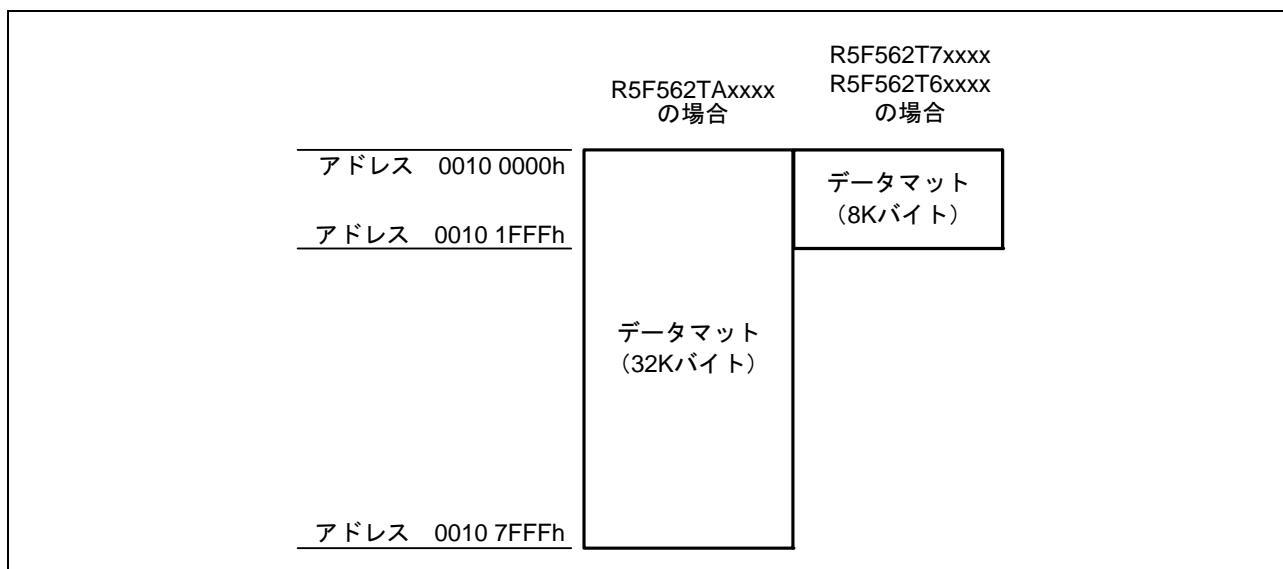 R5F562TAxxxx
の場合
R5F562T7xxxx
R5F562T6xxxx
の場合
アドレス 0010 0000h
データマット
（8Kバイト）
アドレス 0010 1FFFh
データマット
（32Kバイト）
アドレス 0010 7FFFh